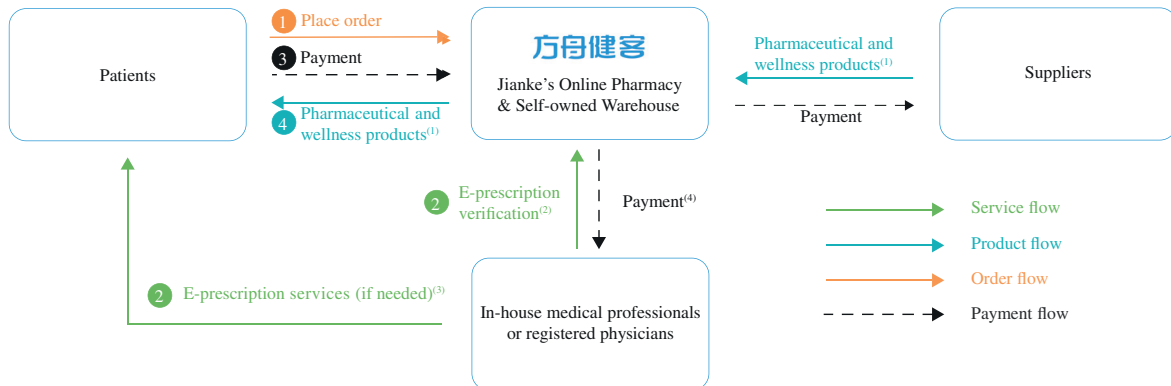 1 Place order
3 Payment
4 Pharmaceutical and
wellness products(1)
Patients
方舟健客
Jianke's Online Pharmacy
& Self-owned Warehouse
Pharmaceutical and
wellness products(1)
Payment
Suppliers
2 E-prescription
verification(2)
Payment(4)
2 E-prescription services (if needed)(3)
In-house medical professionals
or registered physicians
Service flow
Product flow
Order flow
Payment flow